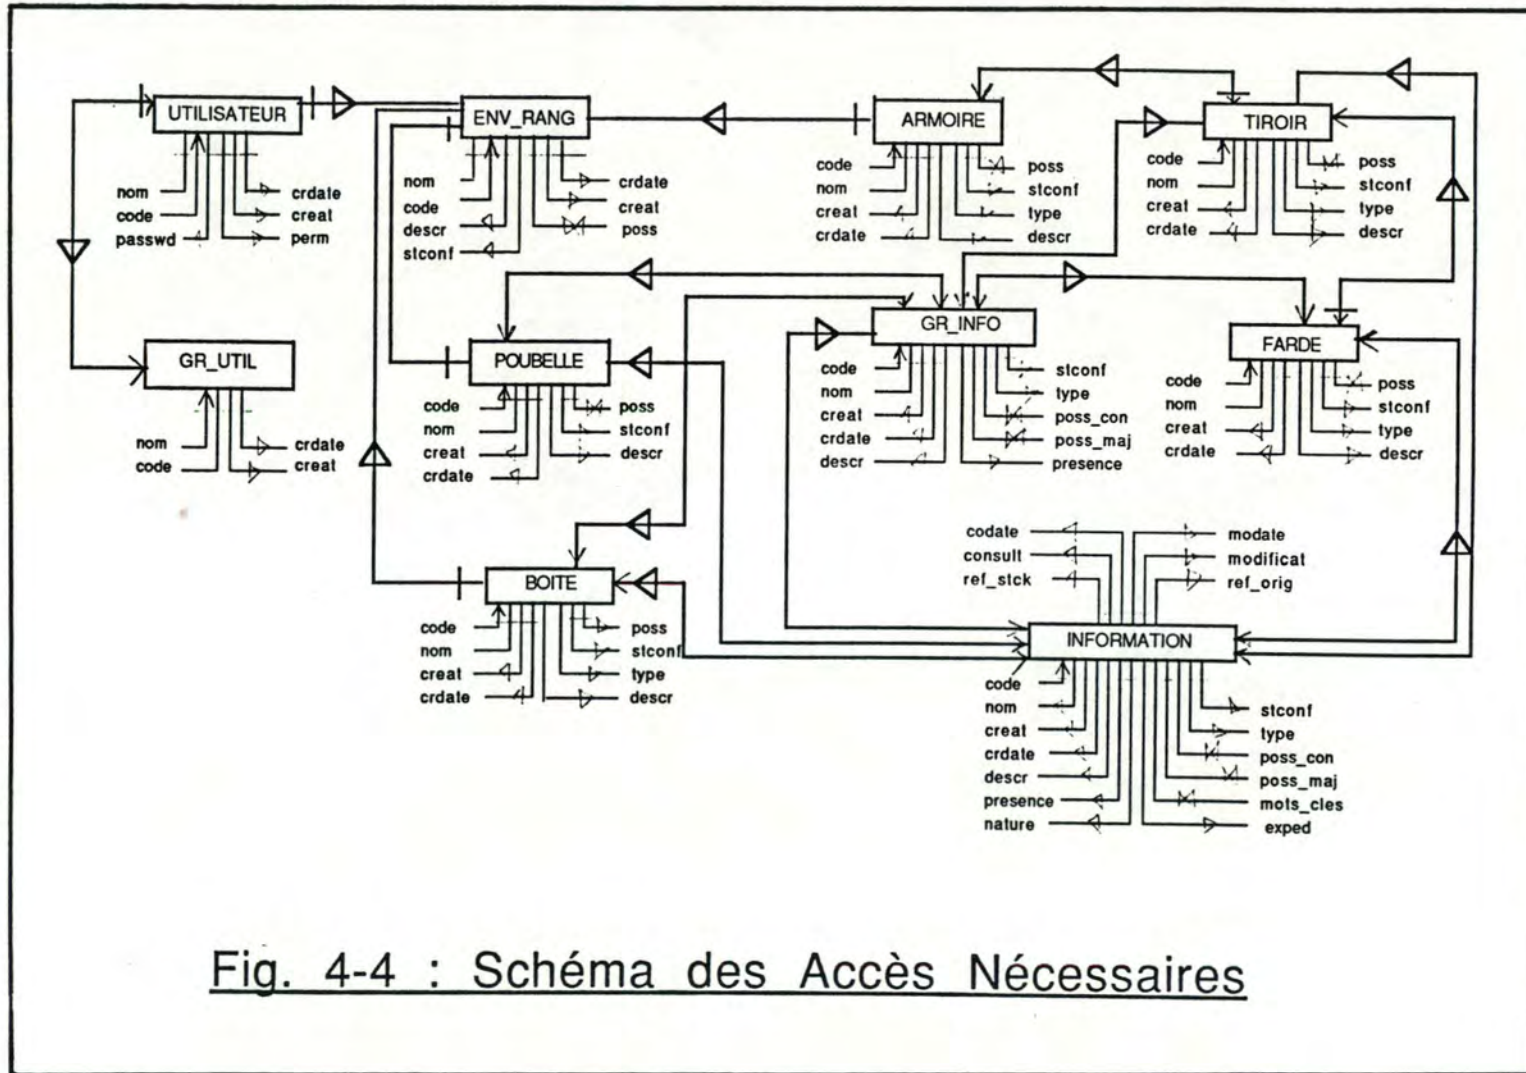 UTILISATEUR
nom
code
passwd
crdate
creat
perm
ENV_RANG
nom
code
descr
stconf
crdate
creat
poss
ARMOIRE
code
nom
creat
crdate
poss
stconf
type
descr
TIROIR
code
nom
creat
crdate
poss
stconf
type
descr
GR_UTIL
nom
code
crdate
creat
POUBELLE
code
nom
creat
crdate
poss
stconf
descr
GR_INFO
code
nom
creat
crdate
descr
stconf
type
poss_con
poss_maj
presence
FARDE
code
nom
creat
crdate
poss
stconf
type
descr
BOITE
code
nom
creat
crdate
poss
stconf
type
descr
codate
consult
ref_stck
modate
modificat
ref_orig
INFORMATION
code
nom
creat
crdate
descr
presence
nature
stconf
type
poss_con
poss_maj
mots_cles
exped
Fig. 4-4 : Schéma des Accès Nécessaires